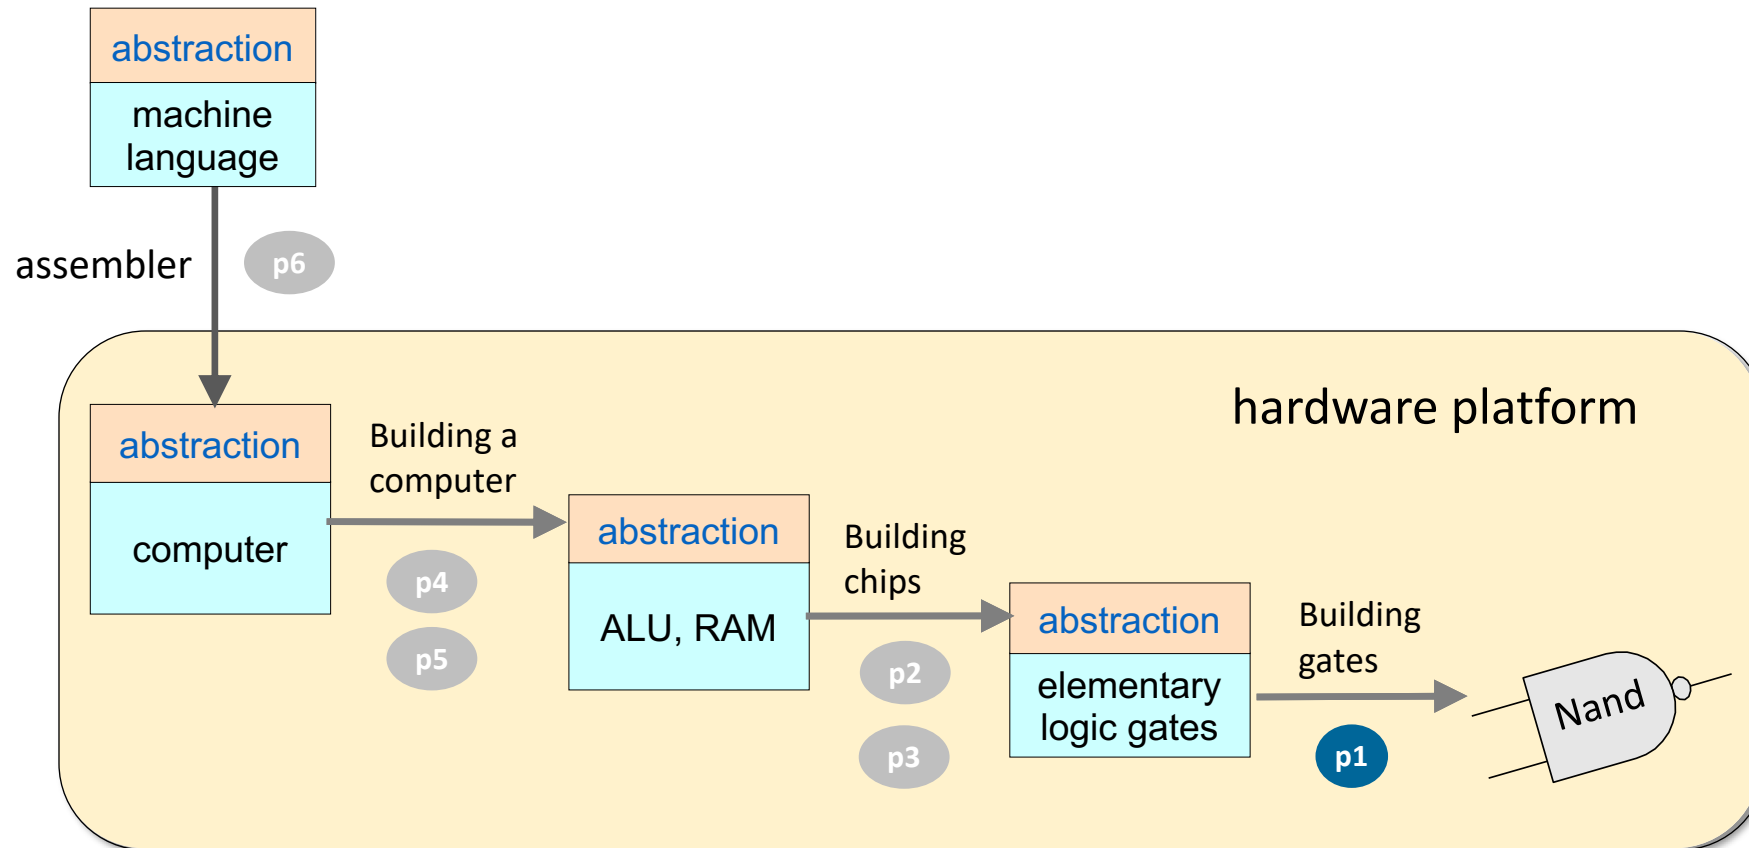 abstraction
machine
language
assembler
p6
hardware platform
abstraction
computer
Building a
computer
p4
p5
abstraction
ALU, RAM
Building
chips
p2
p3
abstraction
elementary
logic gates
Building
gates
p1
Nand